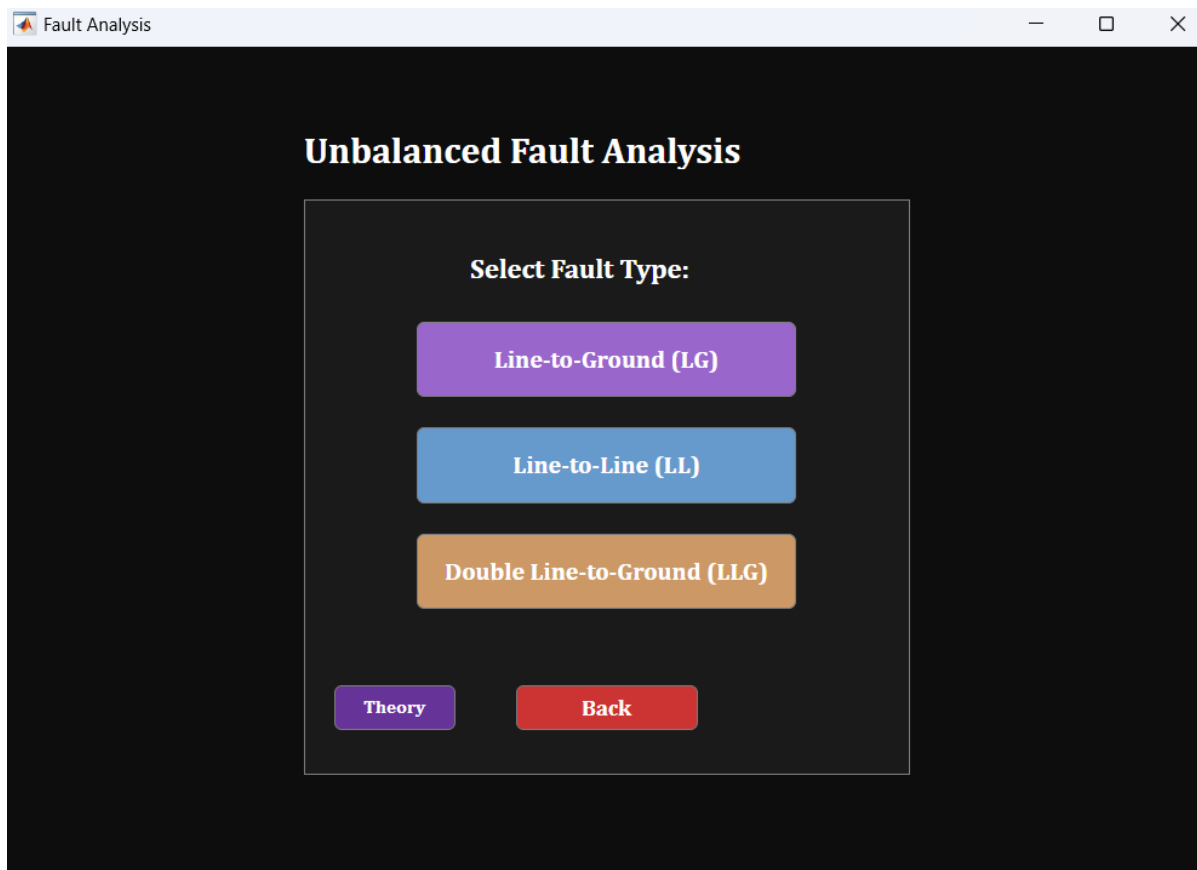 Fault Analysis
Unbalanced Fault Analysis
Select Fault Type:
Line-to-Ground (LG)
Line-to-Line (LL)
Double Line-to-Ground (LLG)
Theory
Back